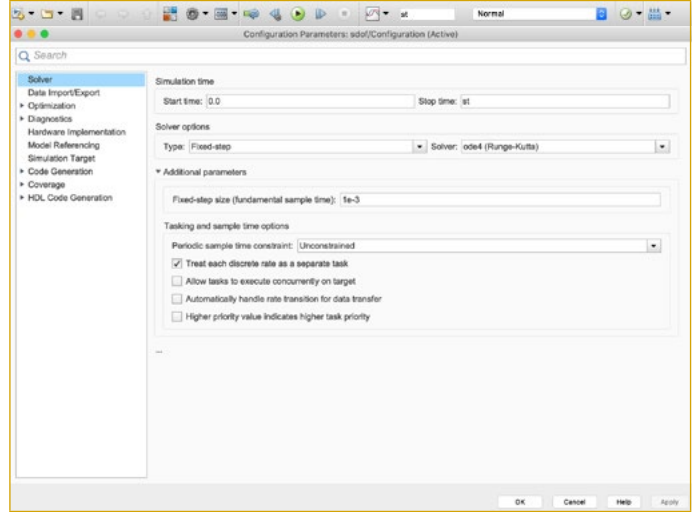 st Normal
Configuration Parameters: sdof/Configuration (Active)
Search
Solver
Data Import/Export
Optimization
Diagnostics
Hardware Implementation
Model Referencing
Simulation Target
Code Generation
Coverage
HDL Code Generation
Simulation time
Start time: 0.0 Stop time: st
Solver options
Type: Fixed-step Solver: ode4 (Runge-Kutta)
Additional parameters
Fixed-step size (fundamental sample time): 1e-3
Tasking and sample time options
Periodic sample time constraint: Unconstrained
Treat each discrete rate as a separate task
Allow tasks to execute concurrently on target
Automatically handle rate transition for data transfer
Higher priority value indicates higher task priority
...
OK Cancel Help Apply